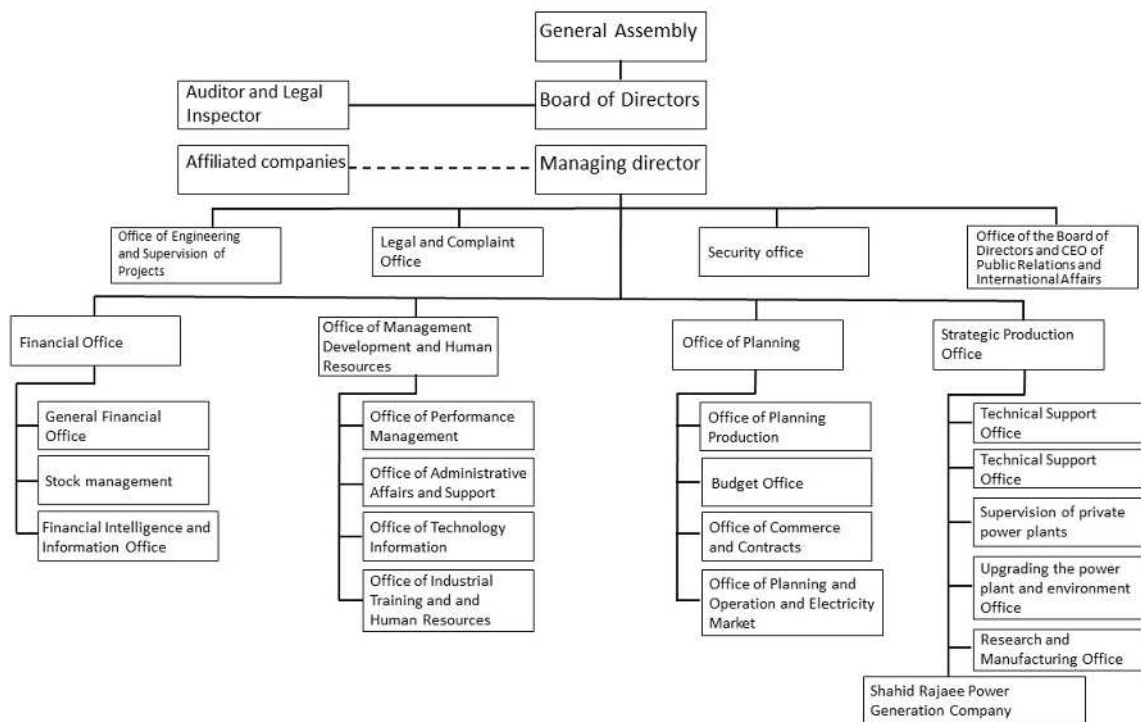 General Assembly
Auditor and Legal
Inspector
Board of Directors
Affiliated companies
Managing director
Office of Engineering
and Supervision of
Projects
Legal and Complaint
Office
Security office
Office of the Board of
Directors and CEO of
Public Relations and
International Affairs
Financial Office
Office of Management
Development and Human
Resources
Office of Planning
Strategic Production
Office
General Financial
Office
Stock management
Financial Intelligence and
Information Office
Office of Performance
Management
Office of Administrative
Affairs and Support
Office of Technology
Information
Office of Industrial
Training and and
Human Resources
Office of Planning
Production
Budget Office
Office of Commerce
and Contracts
Office of Planning and
Operation and Electricity
Market
Technical Support
Office
Technical Support
Office
Supervision of private
power plants
Upgrading the power
plant and environment
Office
Research and
Manufacturing Office
Shahid Rajaee Power
Generation Company